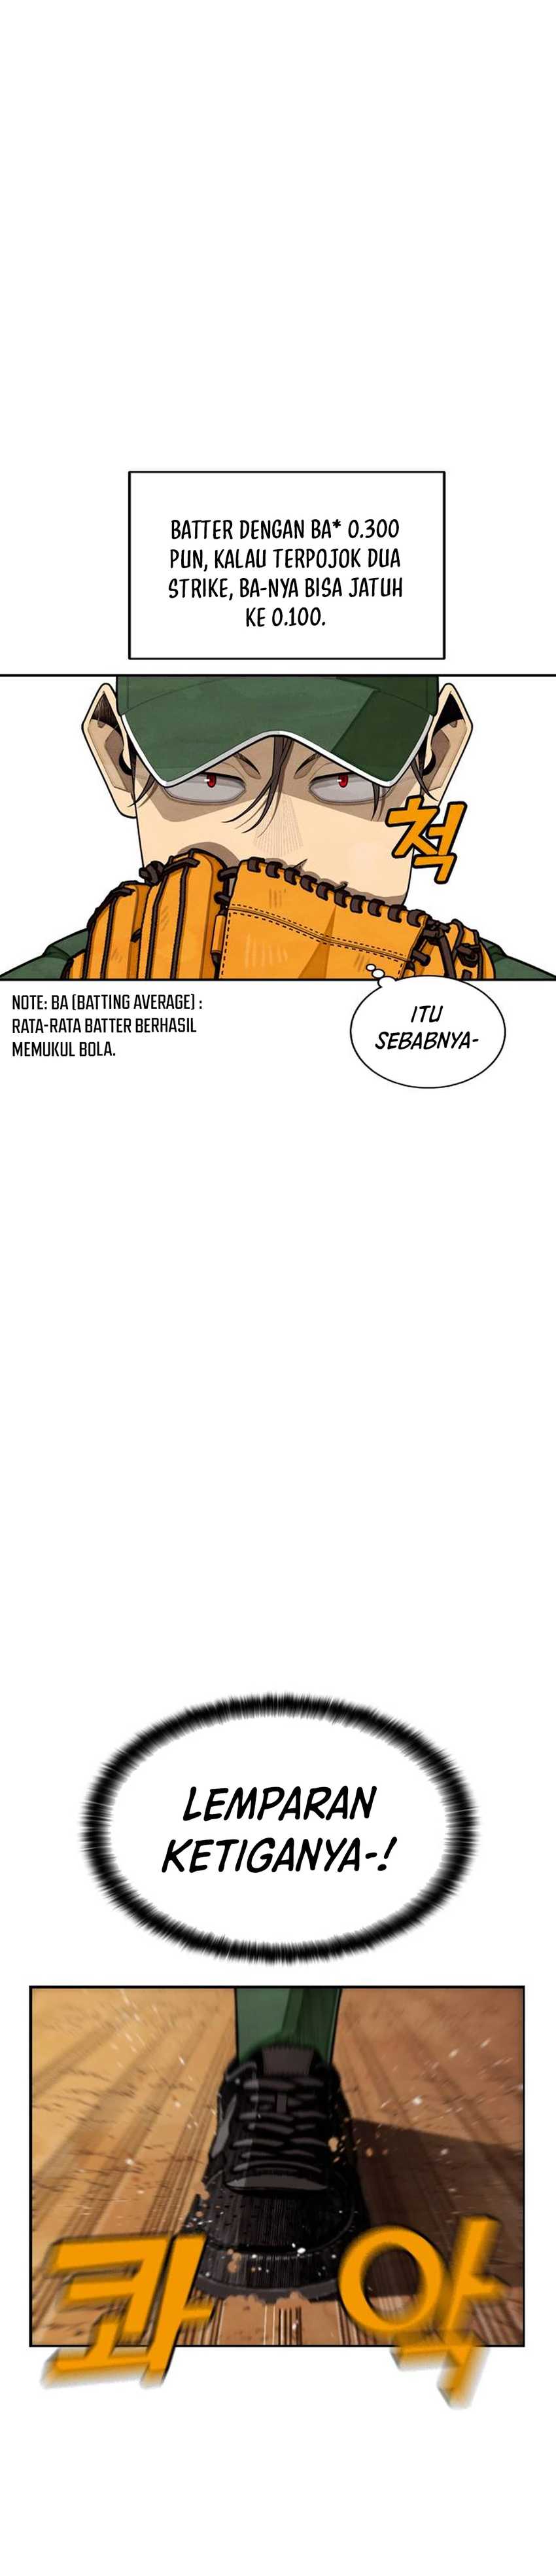 BATTER DENGAN BA* 0.300
PUN, KALAU TERPOJOK DUA
STRIKE, BA-NYA BISA JATUH
KE 0.100.
척
NOTE: BA (BATTING AVERAGE) :
RATA-RATA BATTER BERHASIL
MEMUKUL BOLA.
ITU
SEBABNYA-
LEMPARAN
KETIGANYA-!
콰악